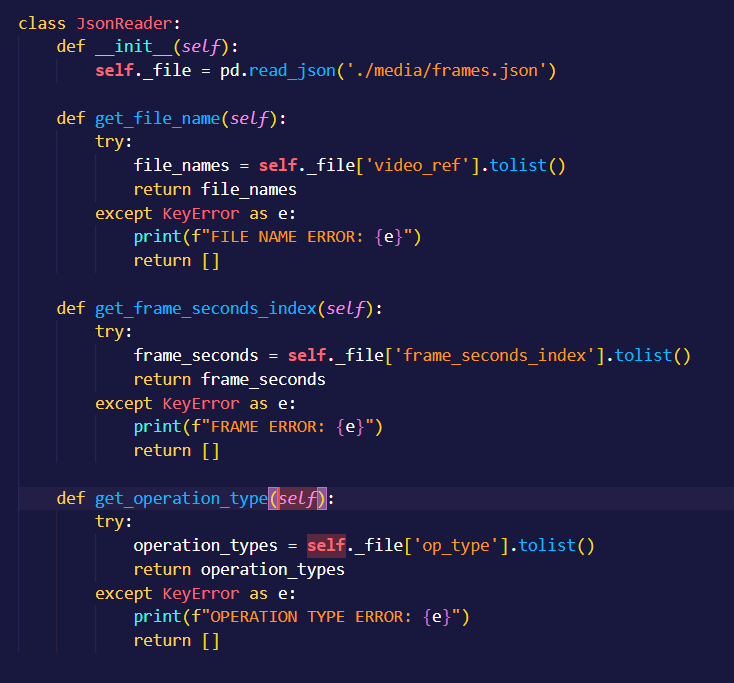 class JsonReader:
    def __init__(self):
        self._file = pd.read_json('./media/frames.json')

    def get_file_name(self):
        try:
            file_names = self._file['video_ref'].tolist()
            return file_names
        except KeyError as e:
            print(f"FILE NAME ERROR: {e}")
            return []

    def get_frame_seconds_index(self):
        try:
            frame_seconds = self._file['frame_seconds_index'].tolist()
            return frame_seconds
        except KeyError as e:
            print(f"FRAME ERROR: {e}")
            return []

    def get_operation_type(self):
        try:
            operation_types = self._file['op_type'].tolist()
            return operation_types
        except KeyError as e:
            print(f"OPERATION TYPE ERROR: {e}")
            return []